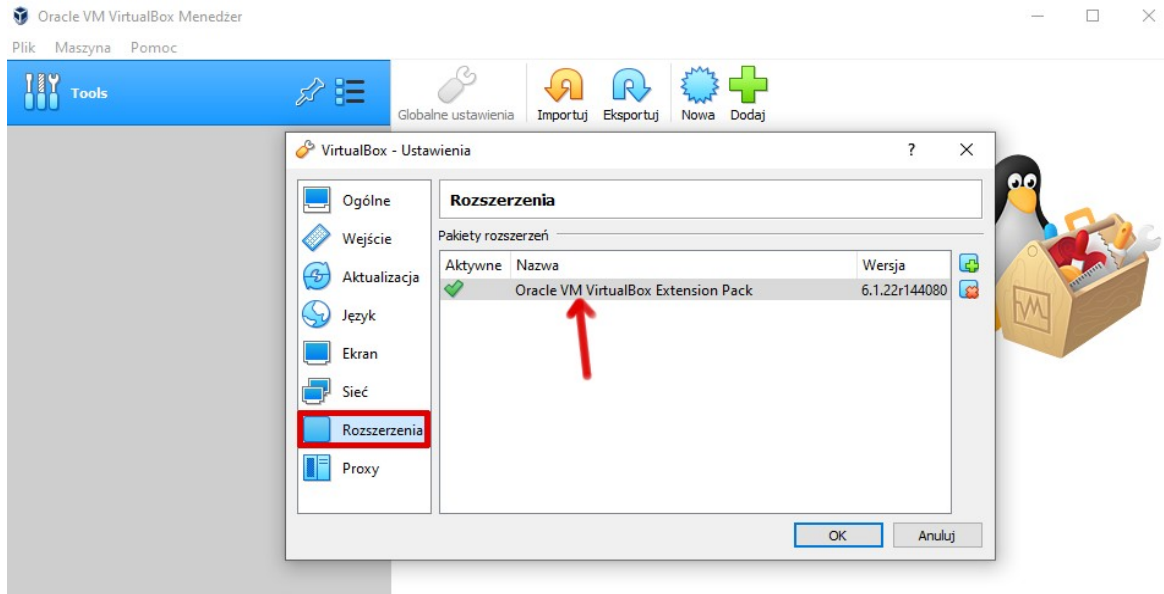 Oracle VM VirtualBox Menedżer
Plik Maszyna Pomoc
Tools
Globalne ustawienia Importuj Eksportuj Nowa Dodaj
VirtualBox - Ustawienia
?
Ogólne
Wejście
Aktualizacja
Język
Ekran
Sieć
Rozszerzenia
Proxy
Rozszerzenia
Pakiety rozszerzeń
Aktywne Nazwa Wersja
Oracle VM VirtualBox Extension Pack 6.1.22r144080
OK Anuluj